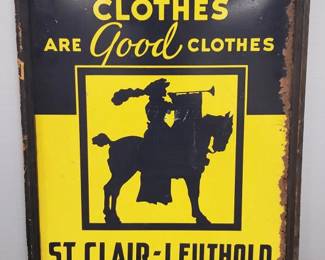 CLOTHES
ARE Good CLOTHES
ST. CLAIR-LEUTHOLD